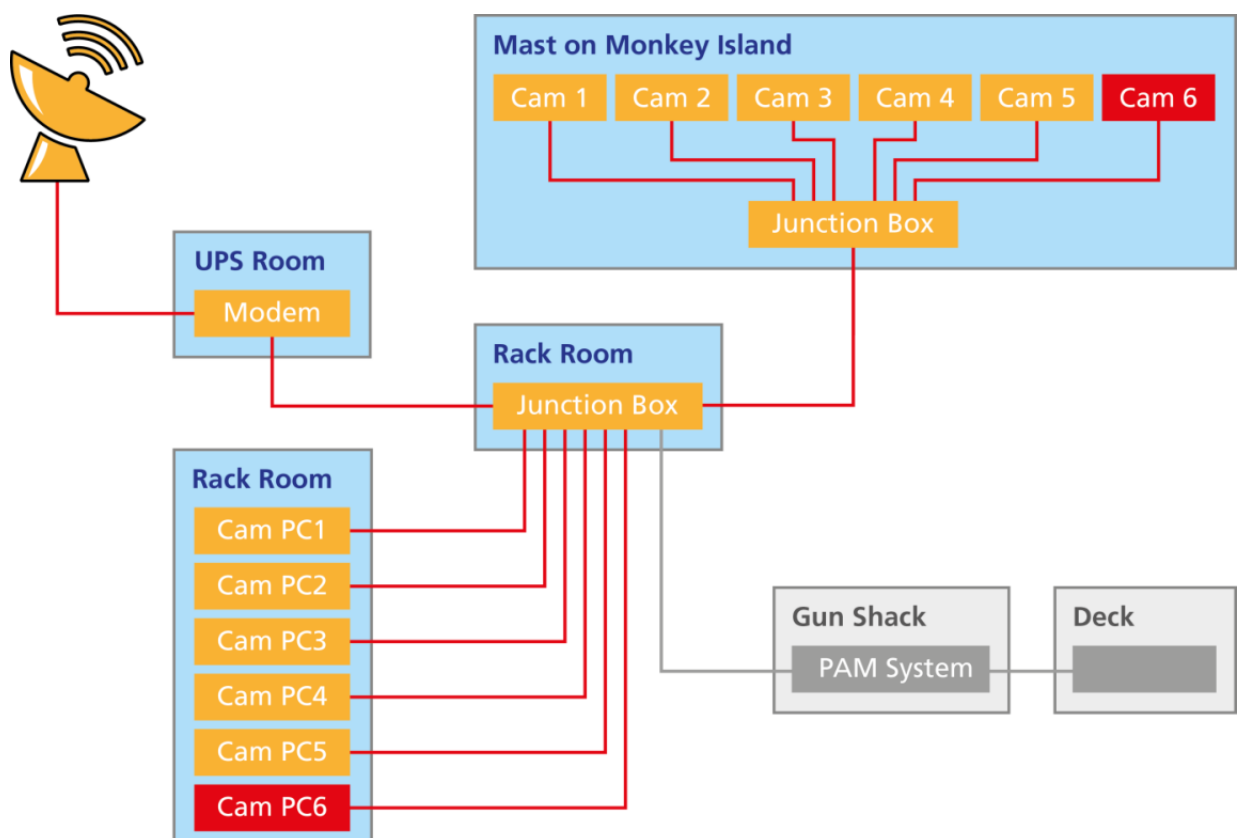 Mast on Monkey Island
Cam 1 Cam 2 Cam 3 Cam 4 Cam 5 Cam 6
Junction Box
UPS Room
Modem
Rack Room
Junction Box
Rack Room
Cam PC1
Cam PC2
Cam PC3
Cam PC4
Cam PC5
Cam PC6
Gun Shack
PAM System
Deck